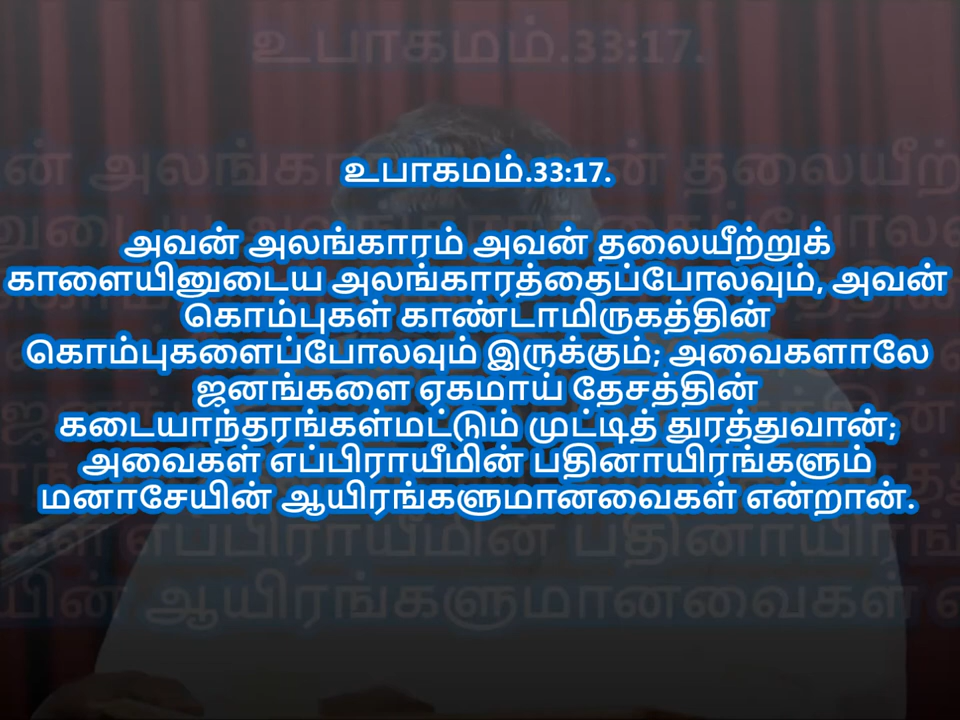 உபாகமம்.33:17.
அவன் அலங்காரம் அவன் தலையீற்றுக்
காளையினுடைய அலங்காரத்தைப்போலவும், அவன்
கொம்புகள் காண்டாமிருகத்தின்
கொம்புகளைப்போலவும் இருக்கும்; அவைகளாலே
ஜனங்களை ஏகமாய் தேசத்தின்
கடையாந்தரங்கள்மட்டும் முட்டித் துரத்துவான்;
அவைகள் எப்பிராயீமின் பதினாயிரங்களும்
மனாசேயின் ஆயிரங்களுமானவைகள் என்றான்.